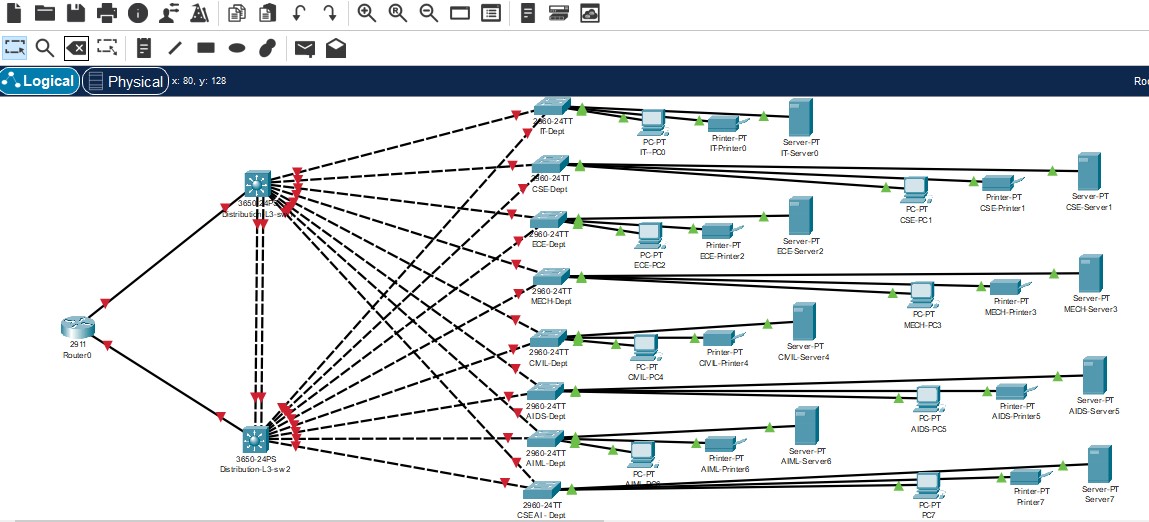 Logical
Physical
x: 80, y: 128
Roo
2960-24TT
IT-Dept
PC-PT
IT--PC0
Printer-PT
IT-Printer0
Server-PT
IT-Server0
2960-24TT
CSE-Dept
PC-PT
CSE-PC1
Printer-PT
CSE-Printer1
Server-PT
CSE-Server1
3650-24PS
Distribution-L3-sw1
2960-24TT
ECE-Dept
PC-PT
ECE-PC2
Printer-PT
ECE-Printer2
Server-PT
ECE-Server2
2960-24TT
MECH-Dept
PC-PT
MECH-PC3
Printer-PT
MECH-Printer3
Server-PT
MECH-Server3
2911
Router0
2960-24TT
CIVIL-Dept
PC-PT
CIVIL-PC4
Printer-PT
CIVIL-Printer4
Server-PT
CIVIL-Server4
2960-24TT
AIDS-Dept
PC-PT
AIDS-PC5
Printer-PT
AIDS-Printer5
Server-PT
AIDS-Server5
3650-24PS
Distribution-L3-sw2
2960-24TT
AIML-Dept
PC-PT
AIML-PC6
Printer-PT
AIML-Printer6
Server-PT
AIML-Server6
2960-24TT
CSEAI - Dept
PC-PT
PC7
Printer-PT
Printer7
Server-PT
Server7